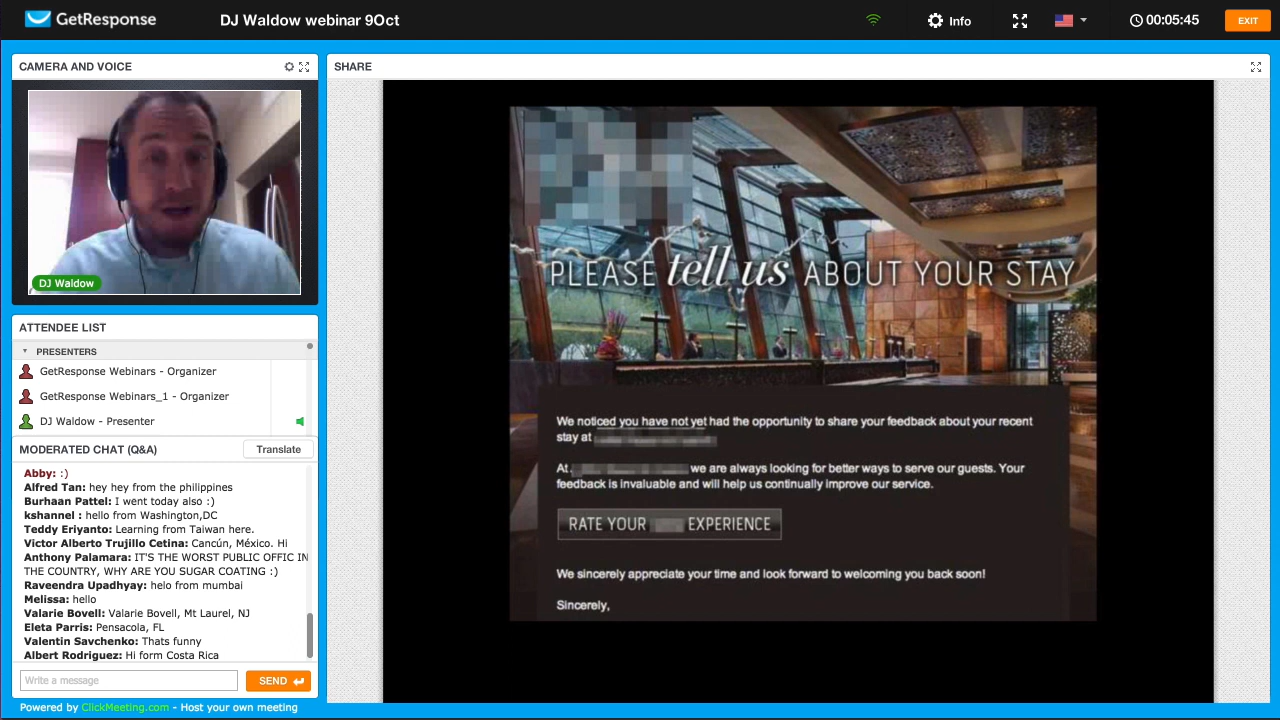 GetResponse
DJ Waldow webinar 9Oct
Info
00:05:45
EXIT
CAMERA AND VOICE
DJ Waldow
ATTENDEE LIST
PRESENTERS
GetResponse Webinars - Organizer
GetResponse Webinars_1 - Organizer
DJ Waldow - Presenter
MODERATED CHAT (Q&A)
Translate
Abby: :)
Alfred Tan: hey hey from the philippines
Burhaan Pattel: I went today also :)
kshannel : hello from Washington,DC
Teddy Eriyanto: Learning from Taiwan here.
Victor Alberto Trujillo Cetina: Cancún, México. Hi
Anthony Palamara: IT'S THE WORST PUBLIC OFFIC IN
THE COUNTRY, WHY ARE YOU SUGAR COATING :)
Raveendra Upadhyay: helo from mumbai
Melissa: hello
Valarie Bovell: Valarie Bovell, Mt Laurel, NJ
Eleta Parris: Pensacola, FL
Valentin Savchenko: Thats funny
Albert Rodriguez: Hi form Costa Rica
Write a message
SEND
Powered by ClickMeeting.com - Host your own meeting
SHARE
PLEASE tell us ABOUT YOUR STAY
We noticed you have not yet had the opportunity to share your feedback about your recent
stay at
At we are always looking for better ways to serve our guests. Your
feedback is invaluable and will help us continually improve our service.
RATE YOUR EXPERIENCE
We sincerely appreciate your time and look forward to welcoming you back soon!
Sincerely,